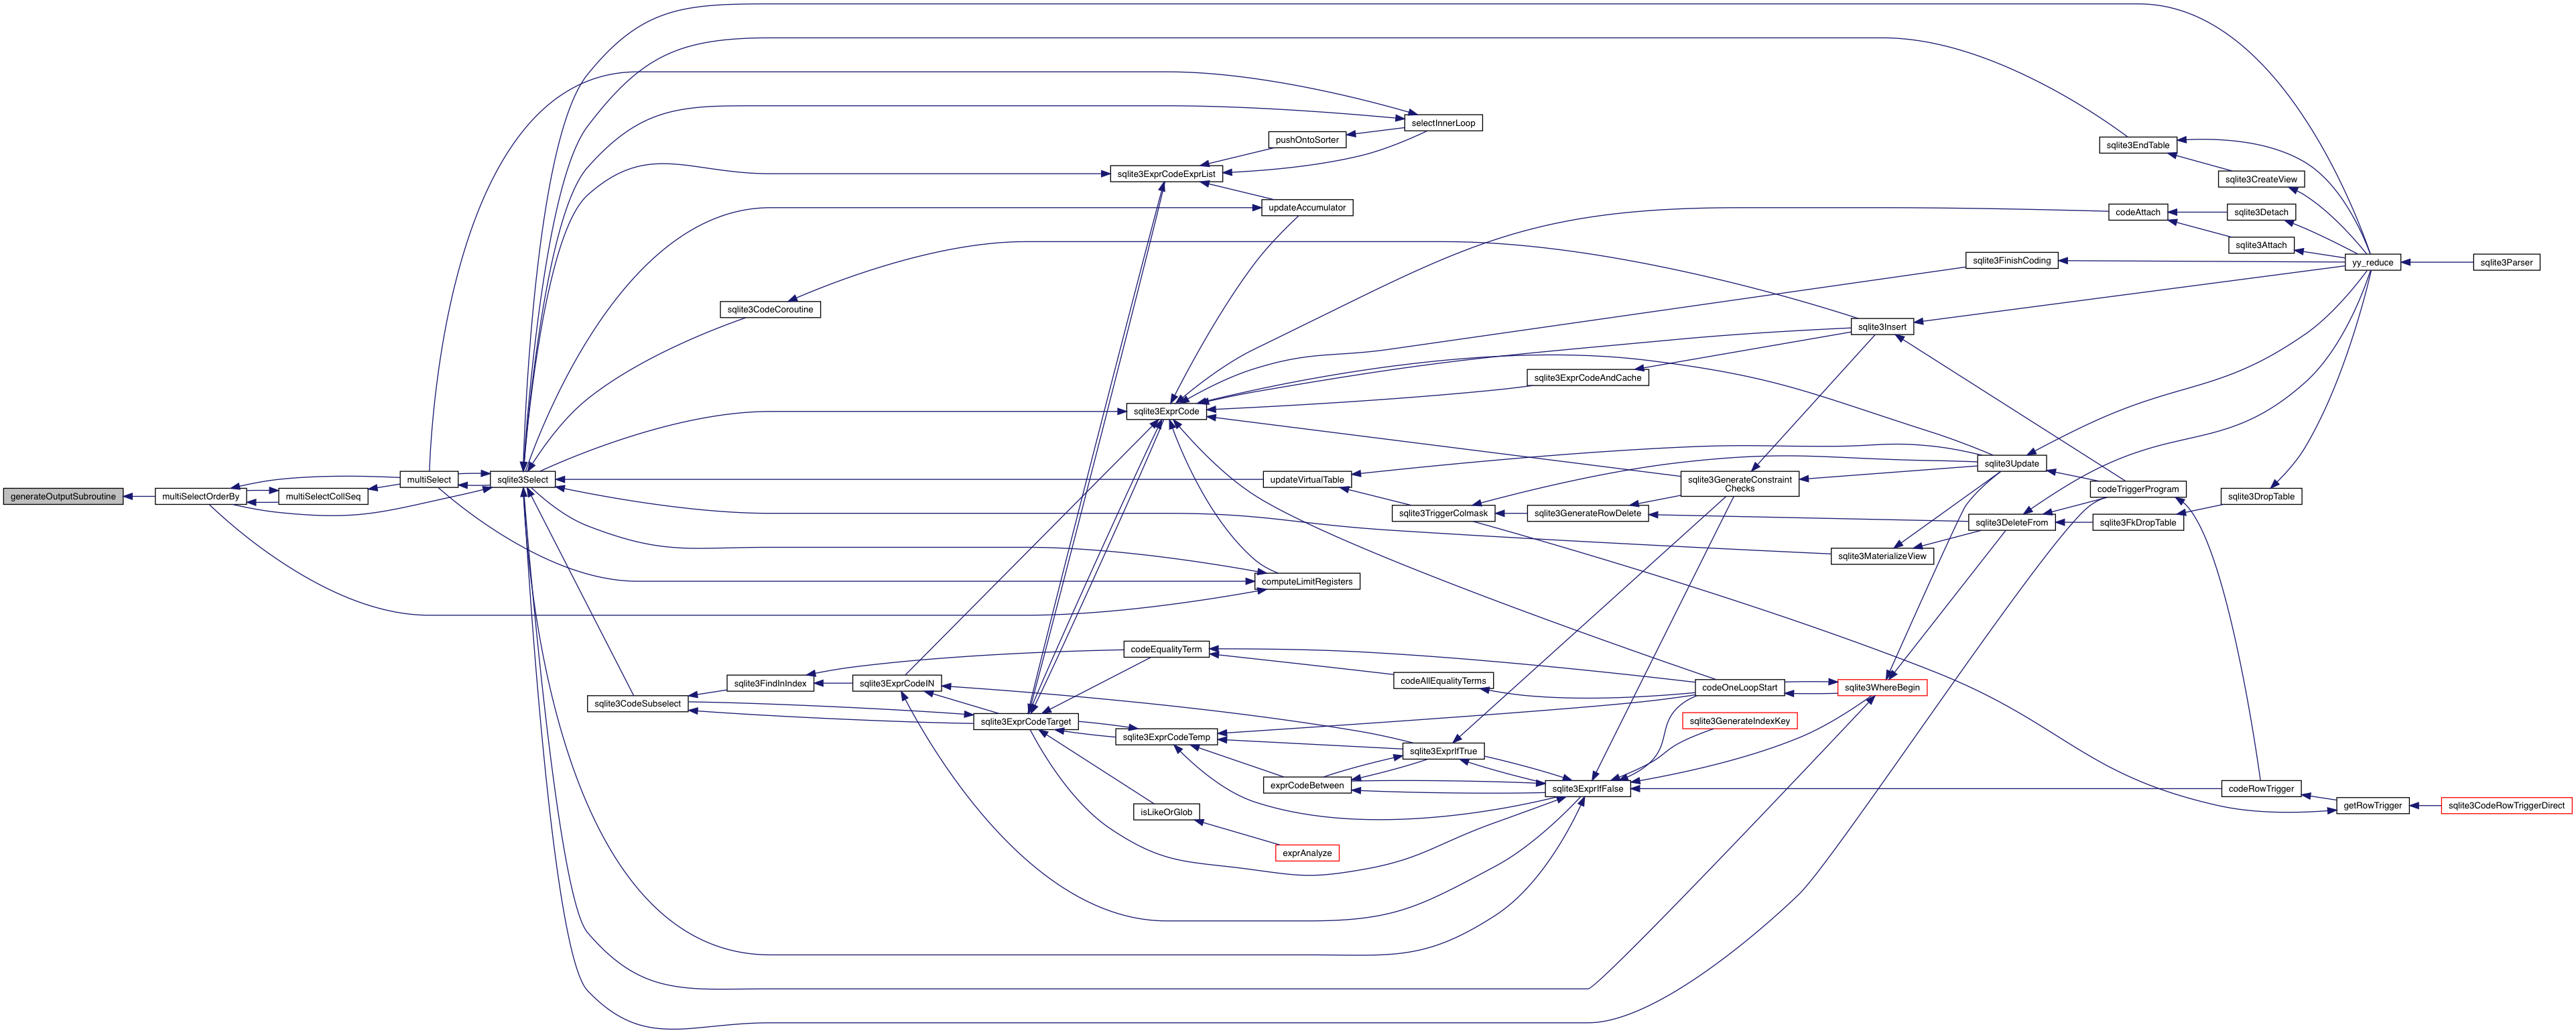 generateOutputSubroutine
multiSelectOrderBy
multiSelectCollSeq
multiSelect
sqlite3Select
sqlite3CodeSubselect
sqlite3CodeCoroutine
sqlite3FindInIndex
sqlite3ExprCodeIN
sqlite3ExprCodeTarget
sqlite3ExprCodeExprList
sqlite3ExprCode
codeEqualityTerm
sqlite3ExprCodeTemp
isLikeOrGlob
pushOntoSorter
updateAccumulator
updateVirtualTable
computeLimitRegisters
exprCodeBetween
exprAnalyze
selectInnerLoop
sqlite3TriggerColmask
codeAllEqualityTerms
sqlite3ExprIfTrue
sqlite3ExprCodeAndCache
sqlite3GenerateRowDelete
sqlite3ExprIfFalse
sqlite3GenerateConstraint
Checks
codeOneLoopStart
sqlite3GenerateIndexKey
sqlite3Insert
sqlite3MaterializeView
sqlite3WhereBegin
sqlite3FinishCoding
sqlite3Update
sqlite3DeleteFrom
sqlite3EndTable
codeAttach
codeTriggerProgram
sqlite3FkDropTable
sqlite3CreateView
sqlite3Detach
sqlite3Attach
sqlite3DropTable
codeRowTrigger
yy_reduce
getRowTrigger
sqlite3Parser
sqlite3CodeRowTriggerDirect